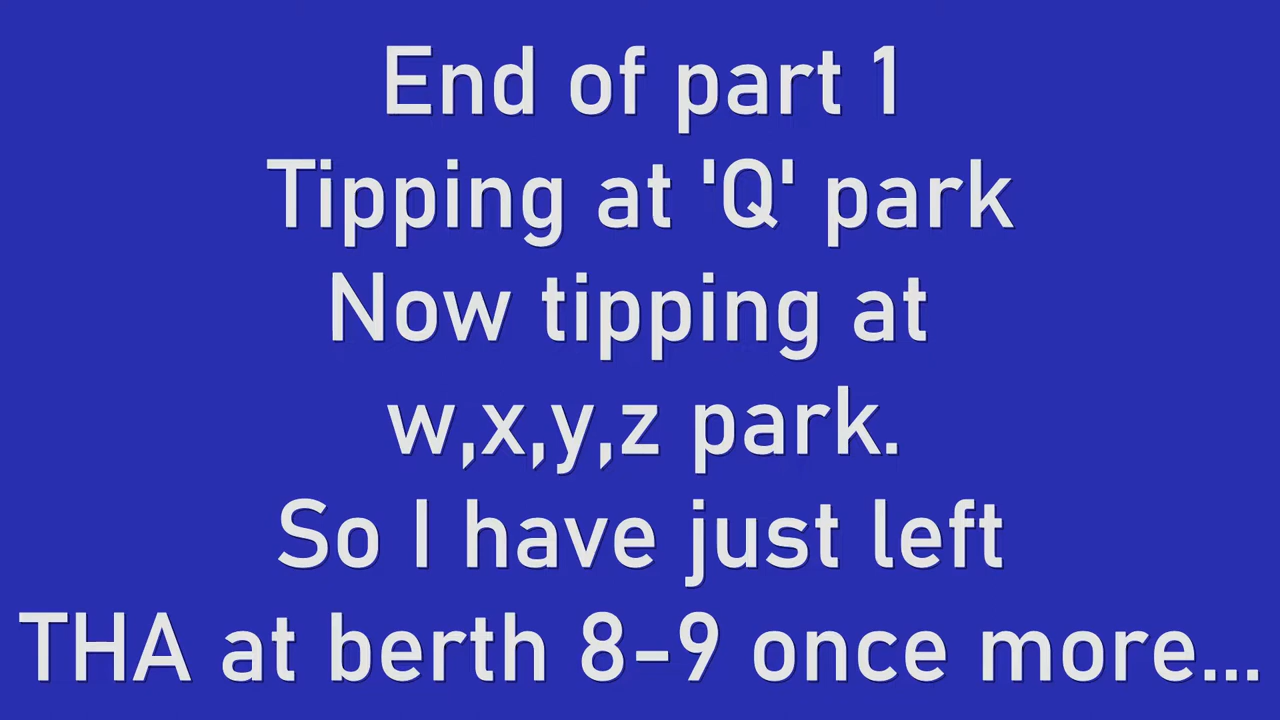 End of part 1
Tipping at 'Q' park
Now tipping at
w,x,y,z park.
So I have just left
THA at berth 8-9 once more...